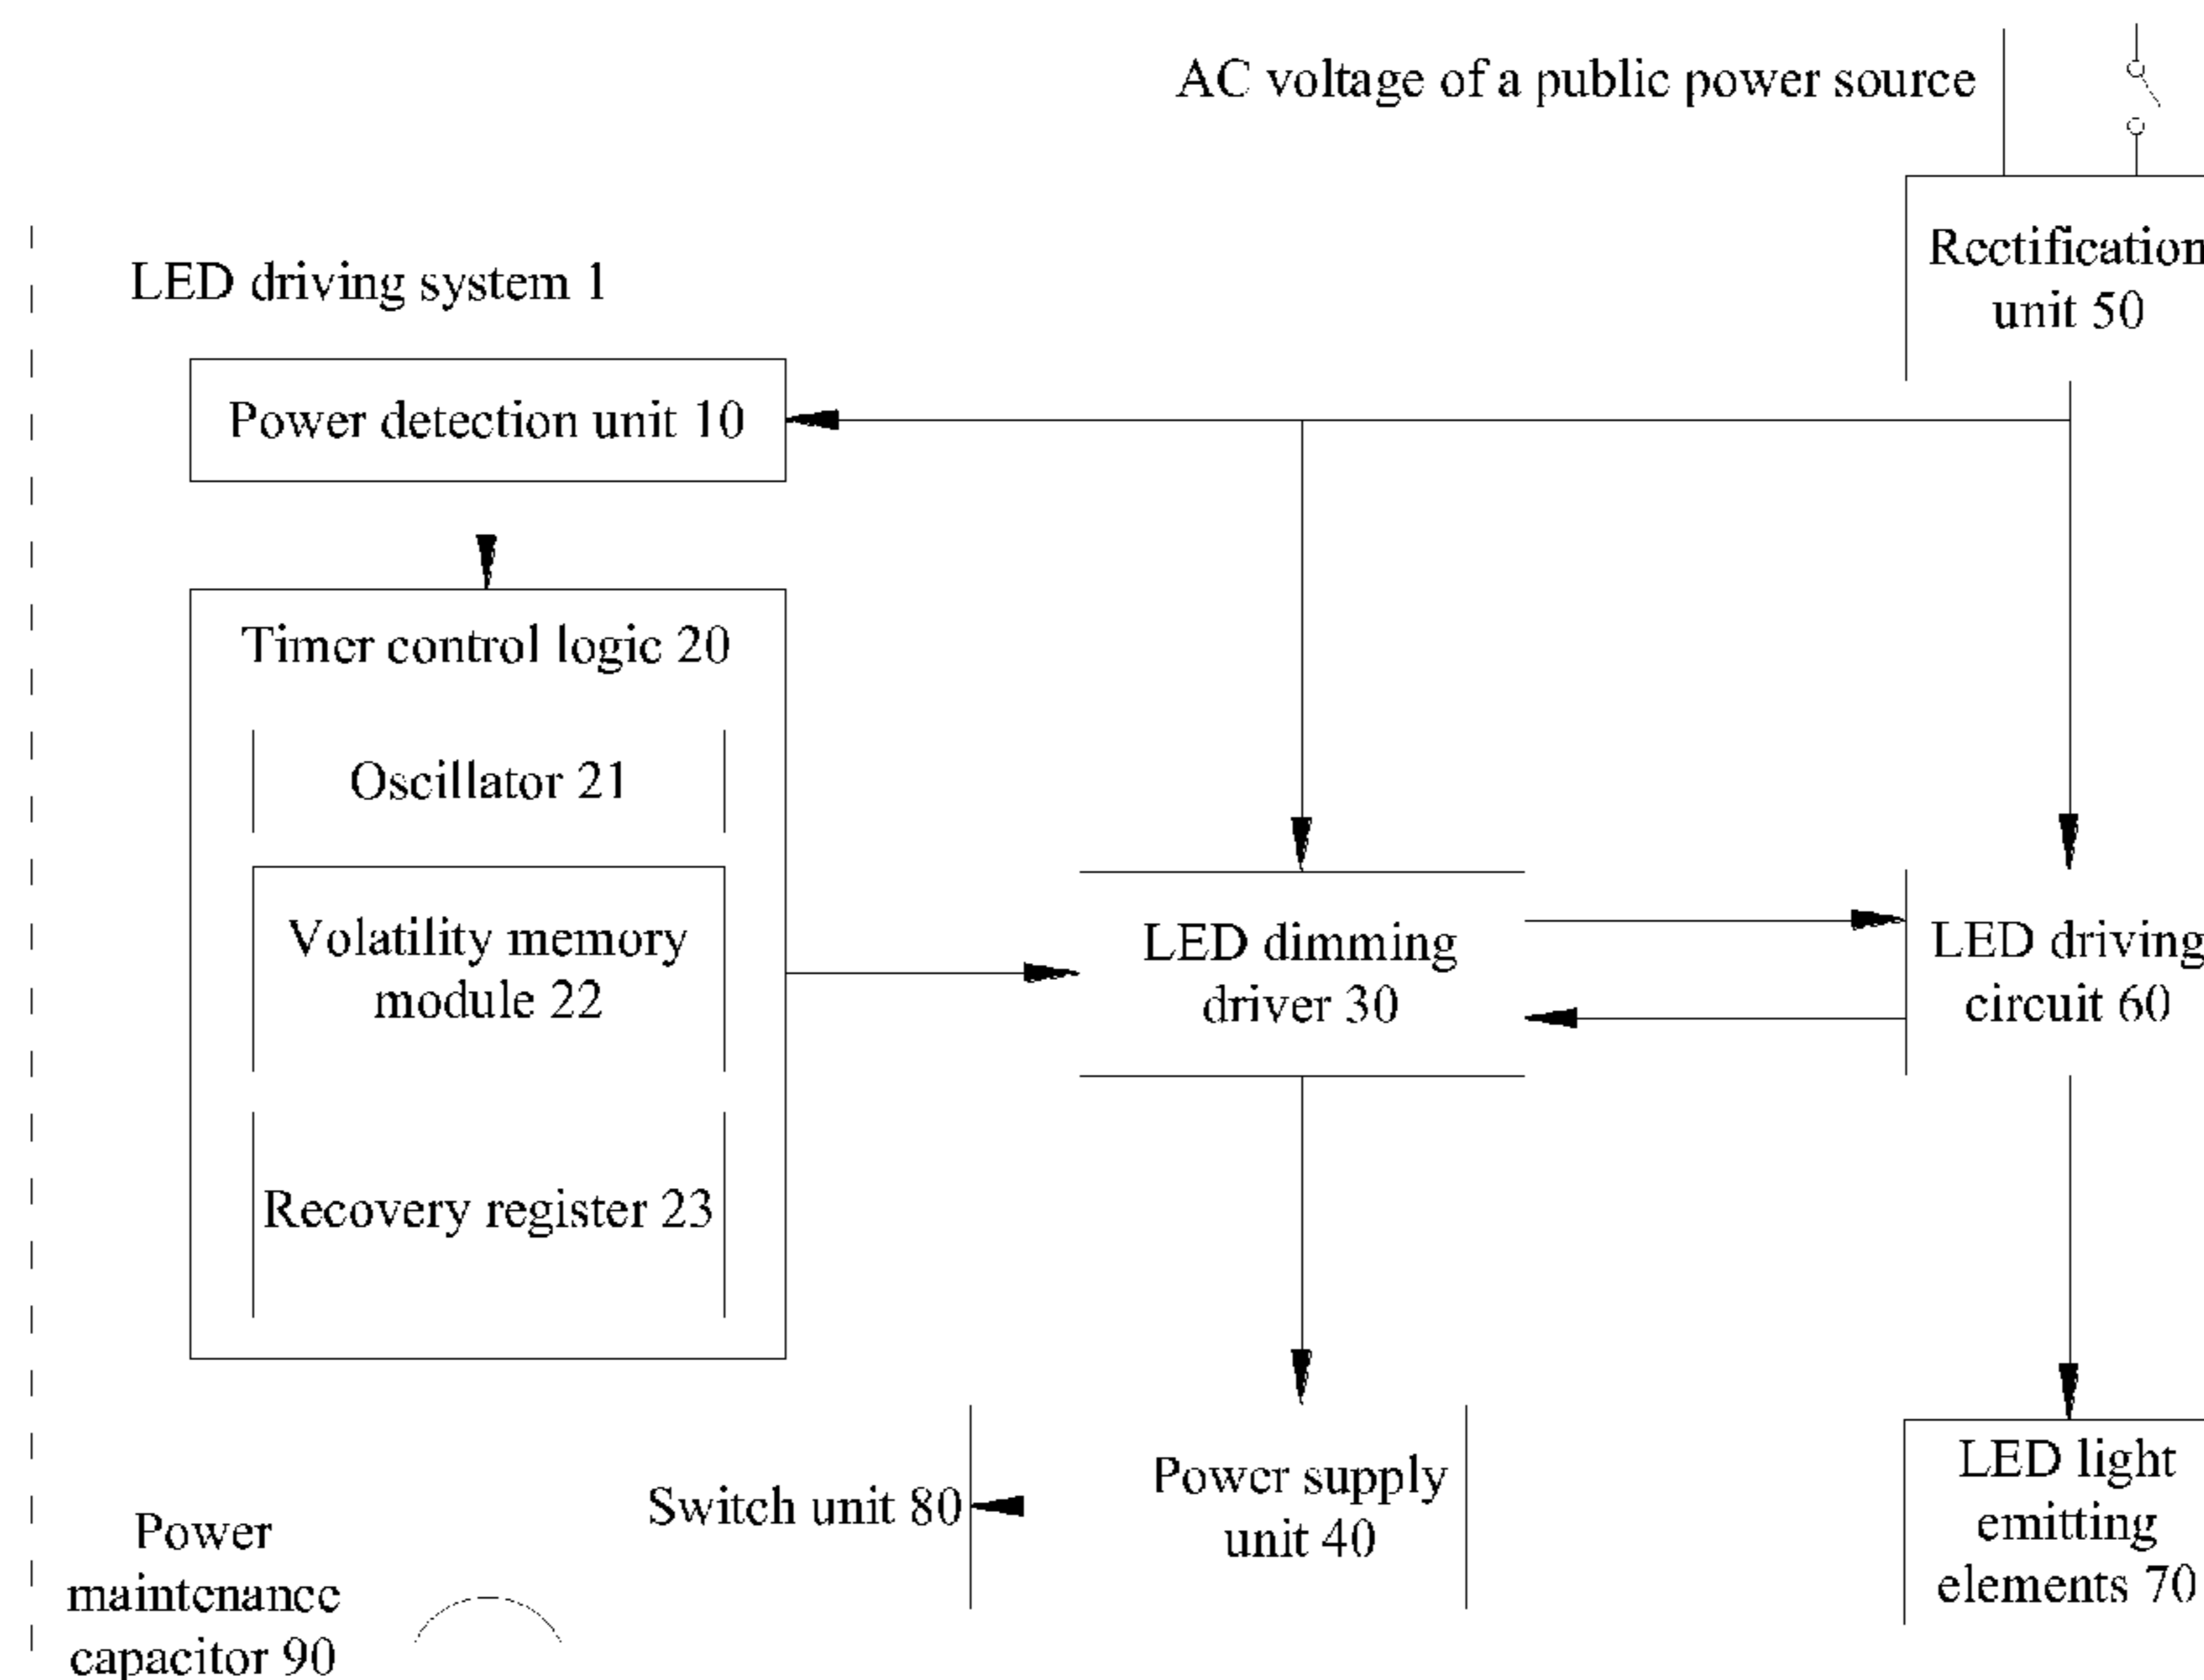 AC voltage of a public power source
Rectification
unit 50
LED driving system 1
Power detection unit 10
Timer control logic 20
Oscillator 21
Volatility memory
module 22
Recovery register 23
LED dimming
driver 30
LED driving
circuit 60
Switch unit 80
Power supply
unit 40
LED light
emitting
elements 70
Power
maintenance
capacitor 90